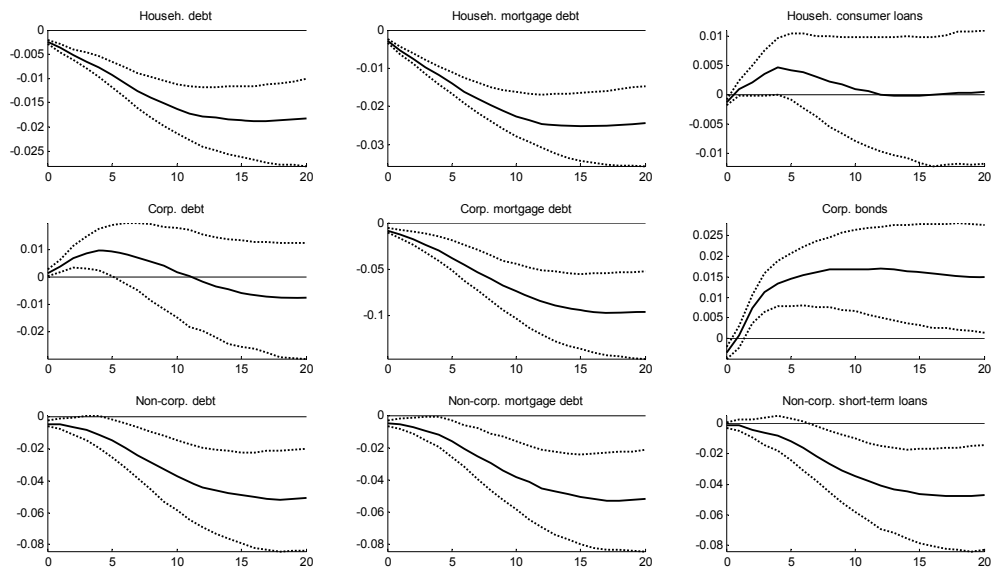 Househ. debt
0
-0.005
-0.01
-0.015
-0.02
-0.025
0 5 10 15 20
Househ. mortgage debt
0
-0.01
-0.02
-0.03
0 5 10 15 20
Househ. consumer loans
0.01
0.005
0
-0.005
-0.01
0 5 10 15 20
Corp. debt
0.01
0
-0.01
-0.02
0 5 10 15 20
Corp. mortgage debt
0
-0.05
-0.1
0 5 10 15 20
Corp. bonds
0.025
0.02
0.015
0.01
0.005
0
0 5 10 15 20
Non-corp. debt
0
-0.02
-0.04
-0.06
-0.08
0 5 10 15 20
Non-corp. mortgage debt
0
-0.02
-0.04
-0.06
-0.08
0 5 10 15 20
Non-corp. short-term loans
0
-0.02
-0.04
-0.06
-0.08
0 5 10 15 20